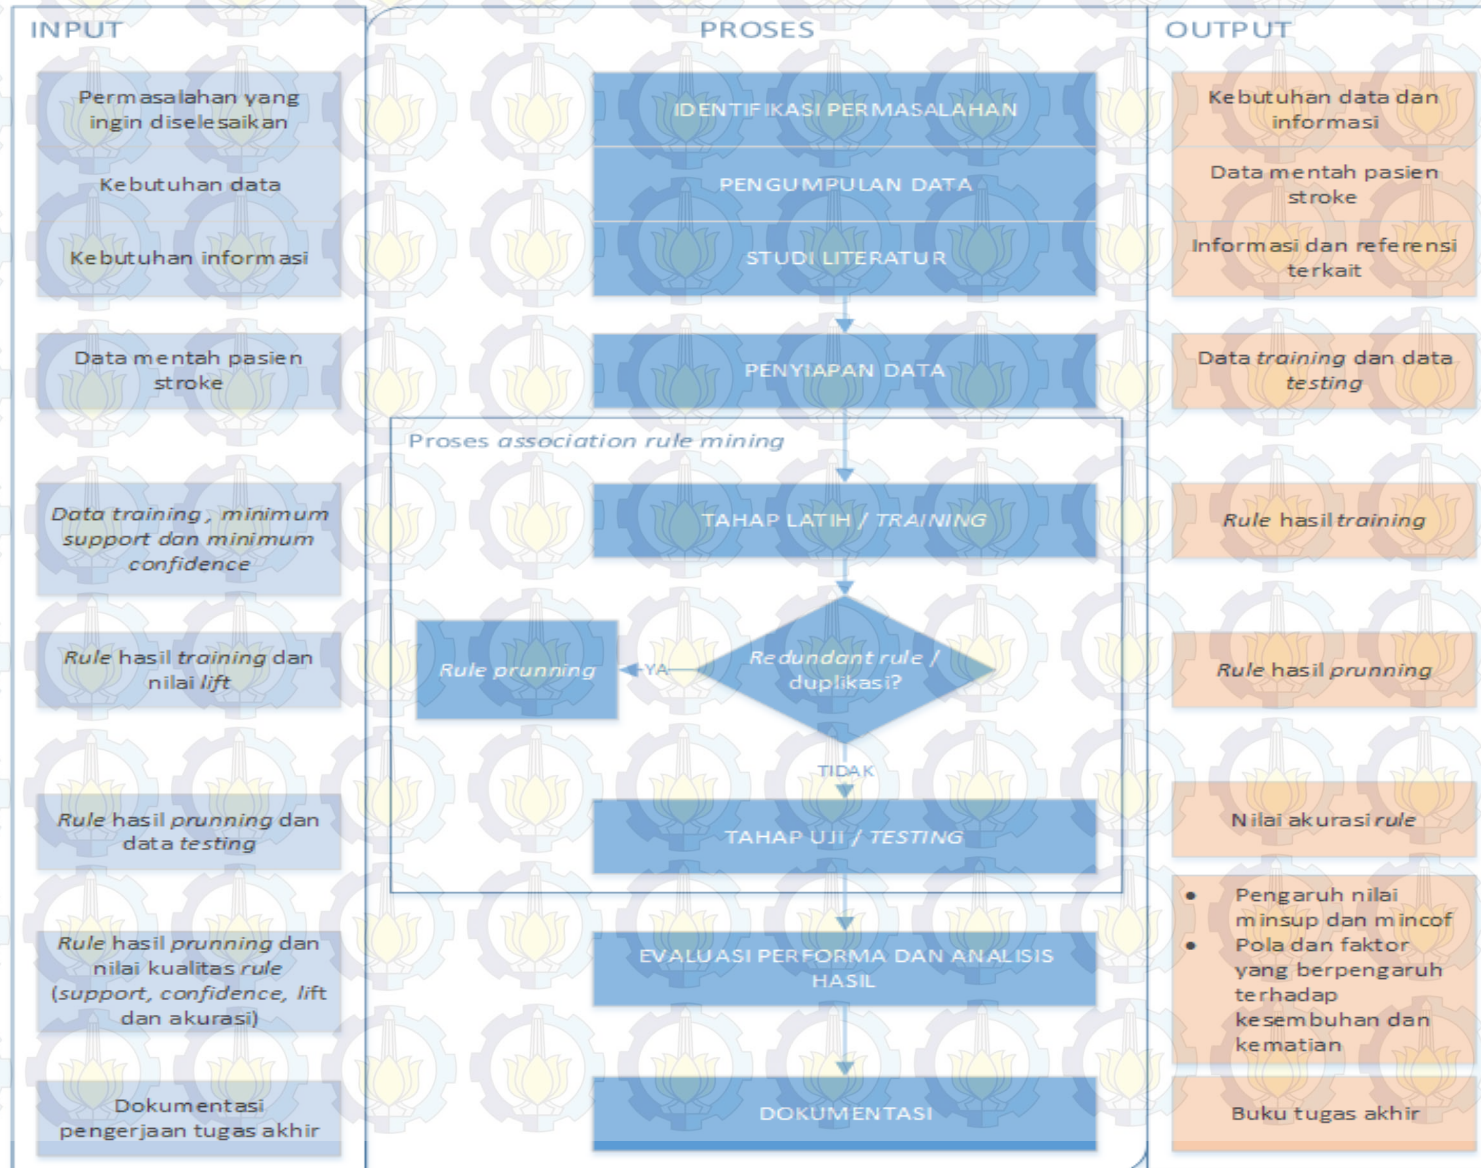 INPUT
PROSES
OUTPUT
Permasalahan yang
ingin diselesaikan
IDENTIFIKASI PERMASALAHAN
Kebutuhan data dan
informasi
Kebutuhan data
PENGUMPULAN DATA
Data mentah pasien
stroke
Kebutuhan informasi
STUDI LITERATUR
Informasi dan referensi
terkait
Data mentah pasien
stroke
PENYIAPAN DATA
Data training dan data
testing
Proses association rule mining
Data training , minimum
support dan minimum
confidence
TAHAP LATIH / TRAINING
Rule hasil training
Rule hasil training dan
nilai lift
Rule prunning
YA
Redundant rule /
duplikasi?
Rule hasil prunning
TIDAK
Rule hasil prunning dan
data testing
TAHAP UJI / TESTING
Nilai akurasi rule
Rule hasil prunning dan
nilai kualitas rule
(support, confidence, lift
dan akurasi)
EVALUASI PERFORMA DAN ANALISIS
HASIL
• Pengaruh nilai
minsup dan mincof
• Pola dan faktor
yang berpengaruh
terhadap
kesembuhan dan
kematian
Dokumentasi
pengerjaan tugas akhir
DOKUMENTASI
Buku tugas akhir